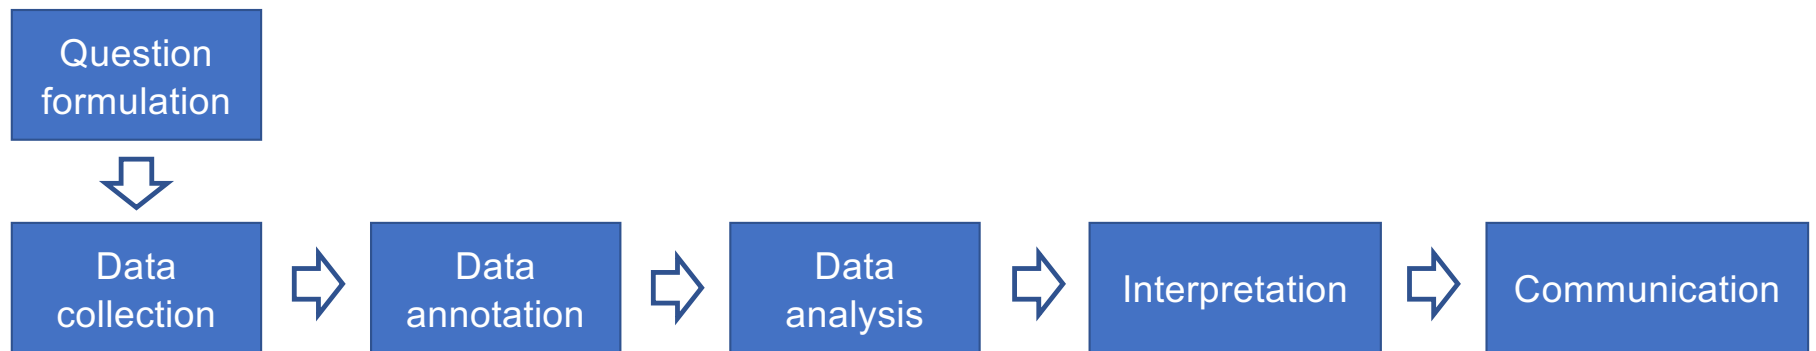 Question
formulation
Data
collection
Data
annotation
Data
analysis
Interpretation
Communication